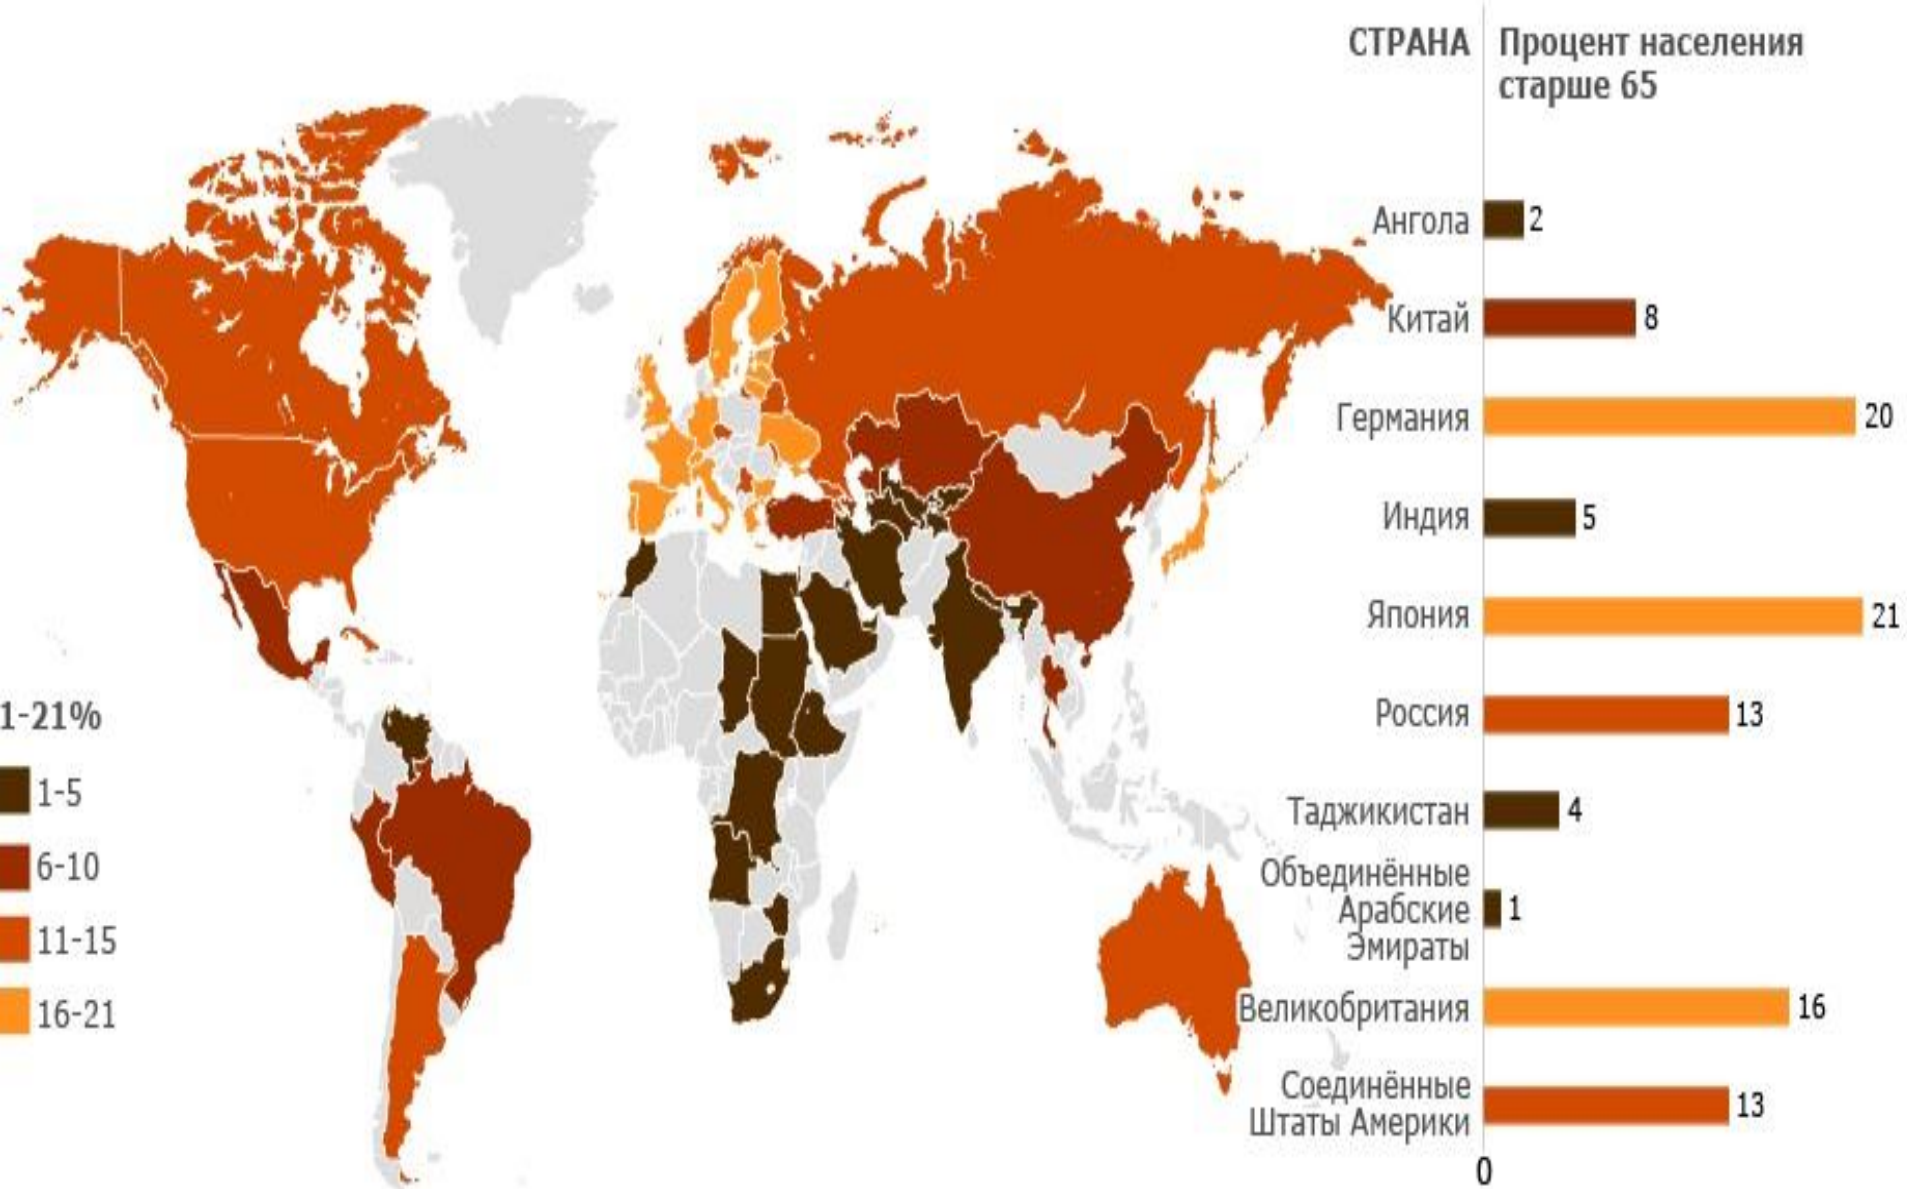 СТРАНА
Процент населения
старше 65
Ангола
2
Китай
8
Германия
20
Индия
5
Япония
21
Россия
13
Таджикистан
4
Объединённые
Арабские
Эмираты
1
Великобритания
16
Соединённые
Штаты Америки
13
0
1-21%
1-5
6-10
11-15
16-21